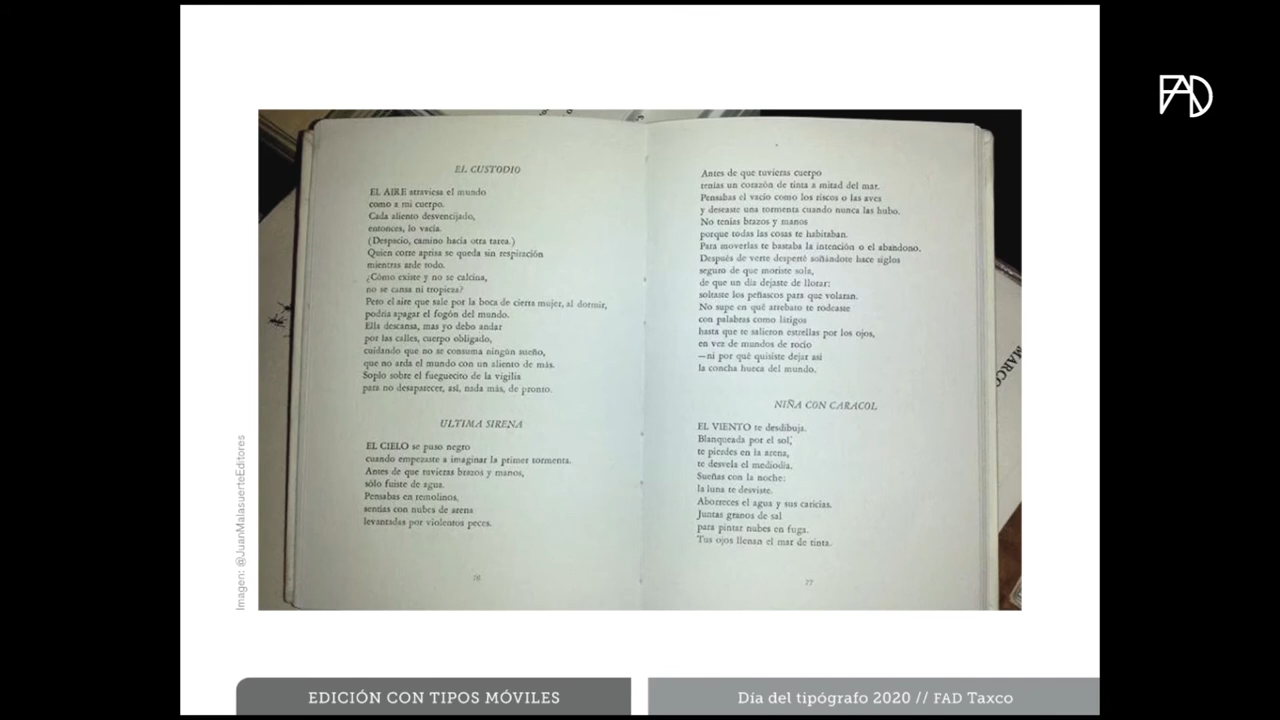 FAD
EL CUSTODIO
EL AIRE atraviesa el mundo
como a mi cuerpo.
Cada aliento desvencijado,
entonces, lo vacía.
(Despacio, camino hacia otra tarea.)
Quien corre aprisa se queda sin respiración
mientras arde todo.
¿Cómo existe y no se calcina,
no se cansa ni tropieza?
Pero el aire que sale por la boca de cierta mujer, al dormir,
podría apagar el fogón del mundo.
Ella descansa, mas yo debo andar
por las calles, cuerpo obligado,
cuidando que no se consuma ningún sueño,
que no arda el mundo con un aliento de más.
Soplo sobre el fueguecito de la vigilia
para no desaparecer, así, nada más, de pronto.
ULTIMA SIRENA
EL CIELO se puso negro
cuando empezaste a imaginar la primer tormenta.
Antes de que tuvieras brazos y manos,
sólo fuiste de agua.
Pensabas en remolinos,
sentías con nubes de arena
levantadas por violentos peces.
76
Antes de que tuvieras cuerpo
tenías un corazón de tinta a mitad del mar.
Pensabas el vacío como los riscos o las aves
y deseaste una tormenta cuando nunca las hubo.
No tenías brazos y manos
porque todas las cosas te habitaban.
Para moverlas te bastaba la intención o el abandono.
Después de verte desperté soñándote hace siglos
seguro de que moriste sola,
de que un día dejaste de llorar:
soltaste los peñascos para que volaran.
No supe en qué arrebato te rodeaste
con palabras como litigos
hasta que te salieron estrellas por los ojos,
en vez de mundos de rocío
—ni por qué quisiste dejar así
la concha hueca del mundo.
NIÑA CON CARACOL
EL VIENTO te desdibuja.
Blanqueada por el sol,
te pierdes en la arena,
te desvela el mediodía.
Sueñas con la noche:
la luna te desviste.
Aborreces el agua y sus caricias.
Juntas granos de sal
para pintar nubes en fuga.
Tus ojos llenan el mar de tinta.
77
MARCO
Imagen: @JuanMalasuerteEditores
EDICIÓN CON TIPOS MÓVILES
Día del tipógrafo 2020 // FAD Taxco